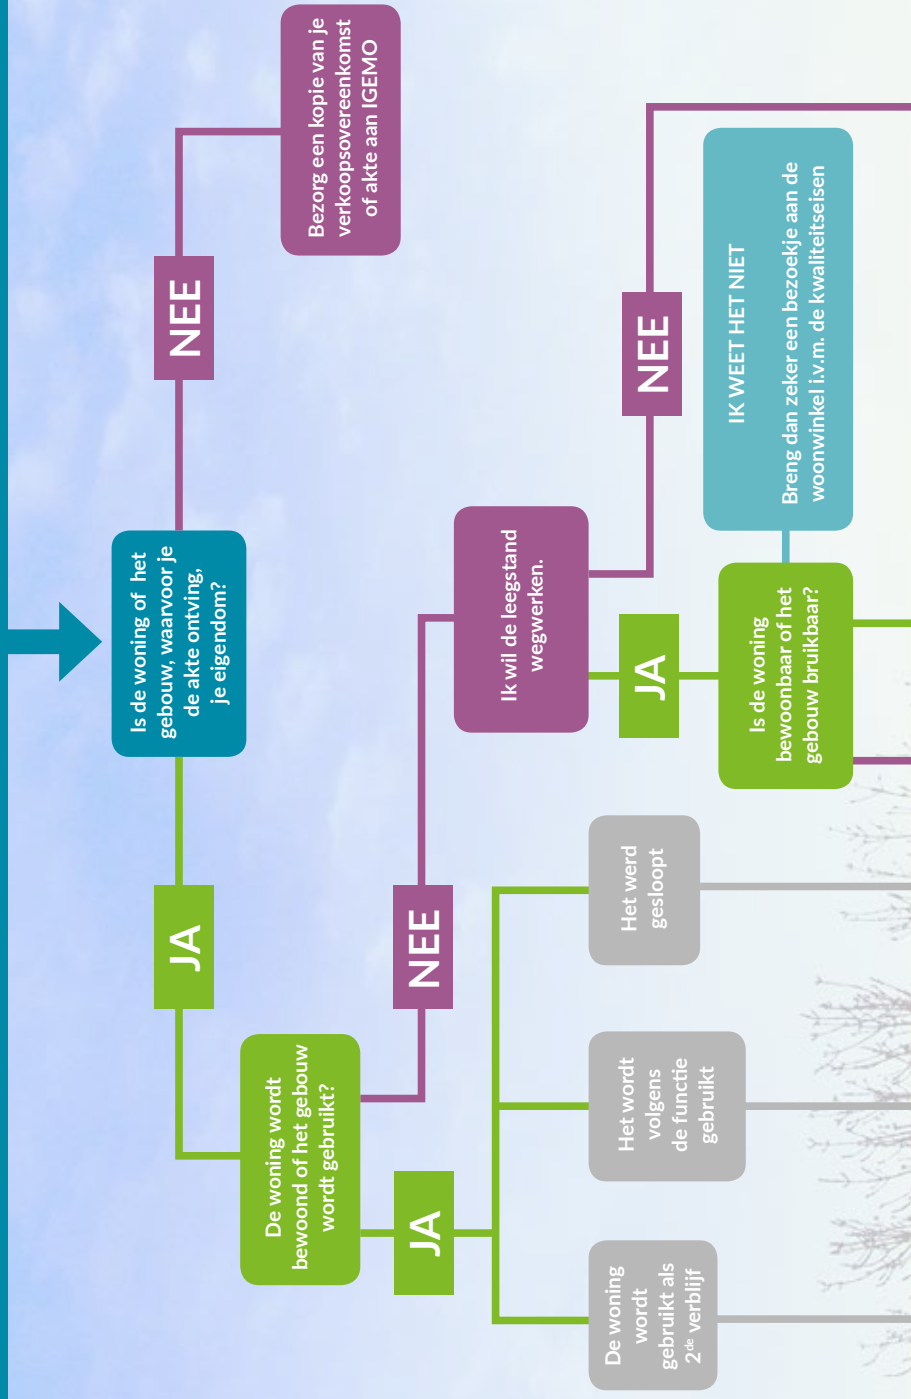 Is de woning of het
gebouw, waarvoor je
de akte ontving,
je eigendom?
JA
NEE
Bezorg een kopie van je
verkoopsovereenkomst
of akte aan IGEMO
De woning wordt
bewoond of het gebouw
wordt gebruikt?
JA
NEE
De woning
wordt
gebruikt als
2de verblijf
Het wordt
volgens
de functie
gebruikt
Het werd
gesloopt
Ik wil de leegstand
wegwerken.
JA
NEE
Is de woning
bewoonbaar of het
gebouw bruikbaar?
IK WEET HET NIET
Breng dan zeker een bezoekje aan de
woonwinkel i.v.m. de kwaliteitseisen